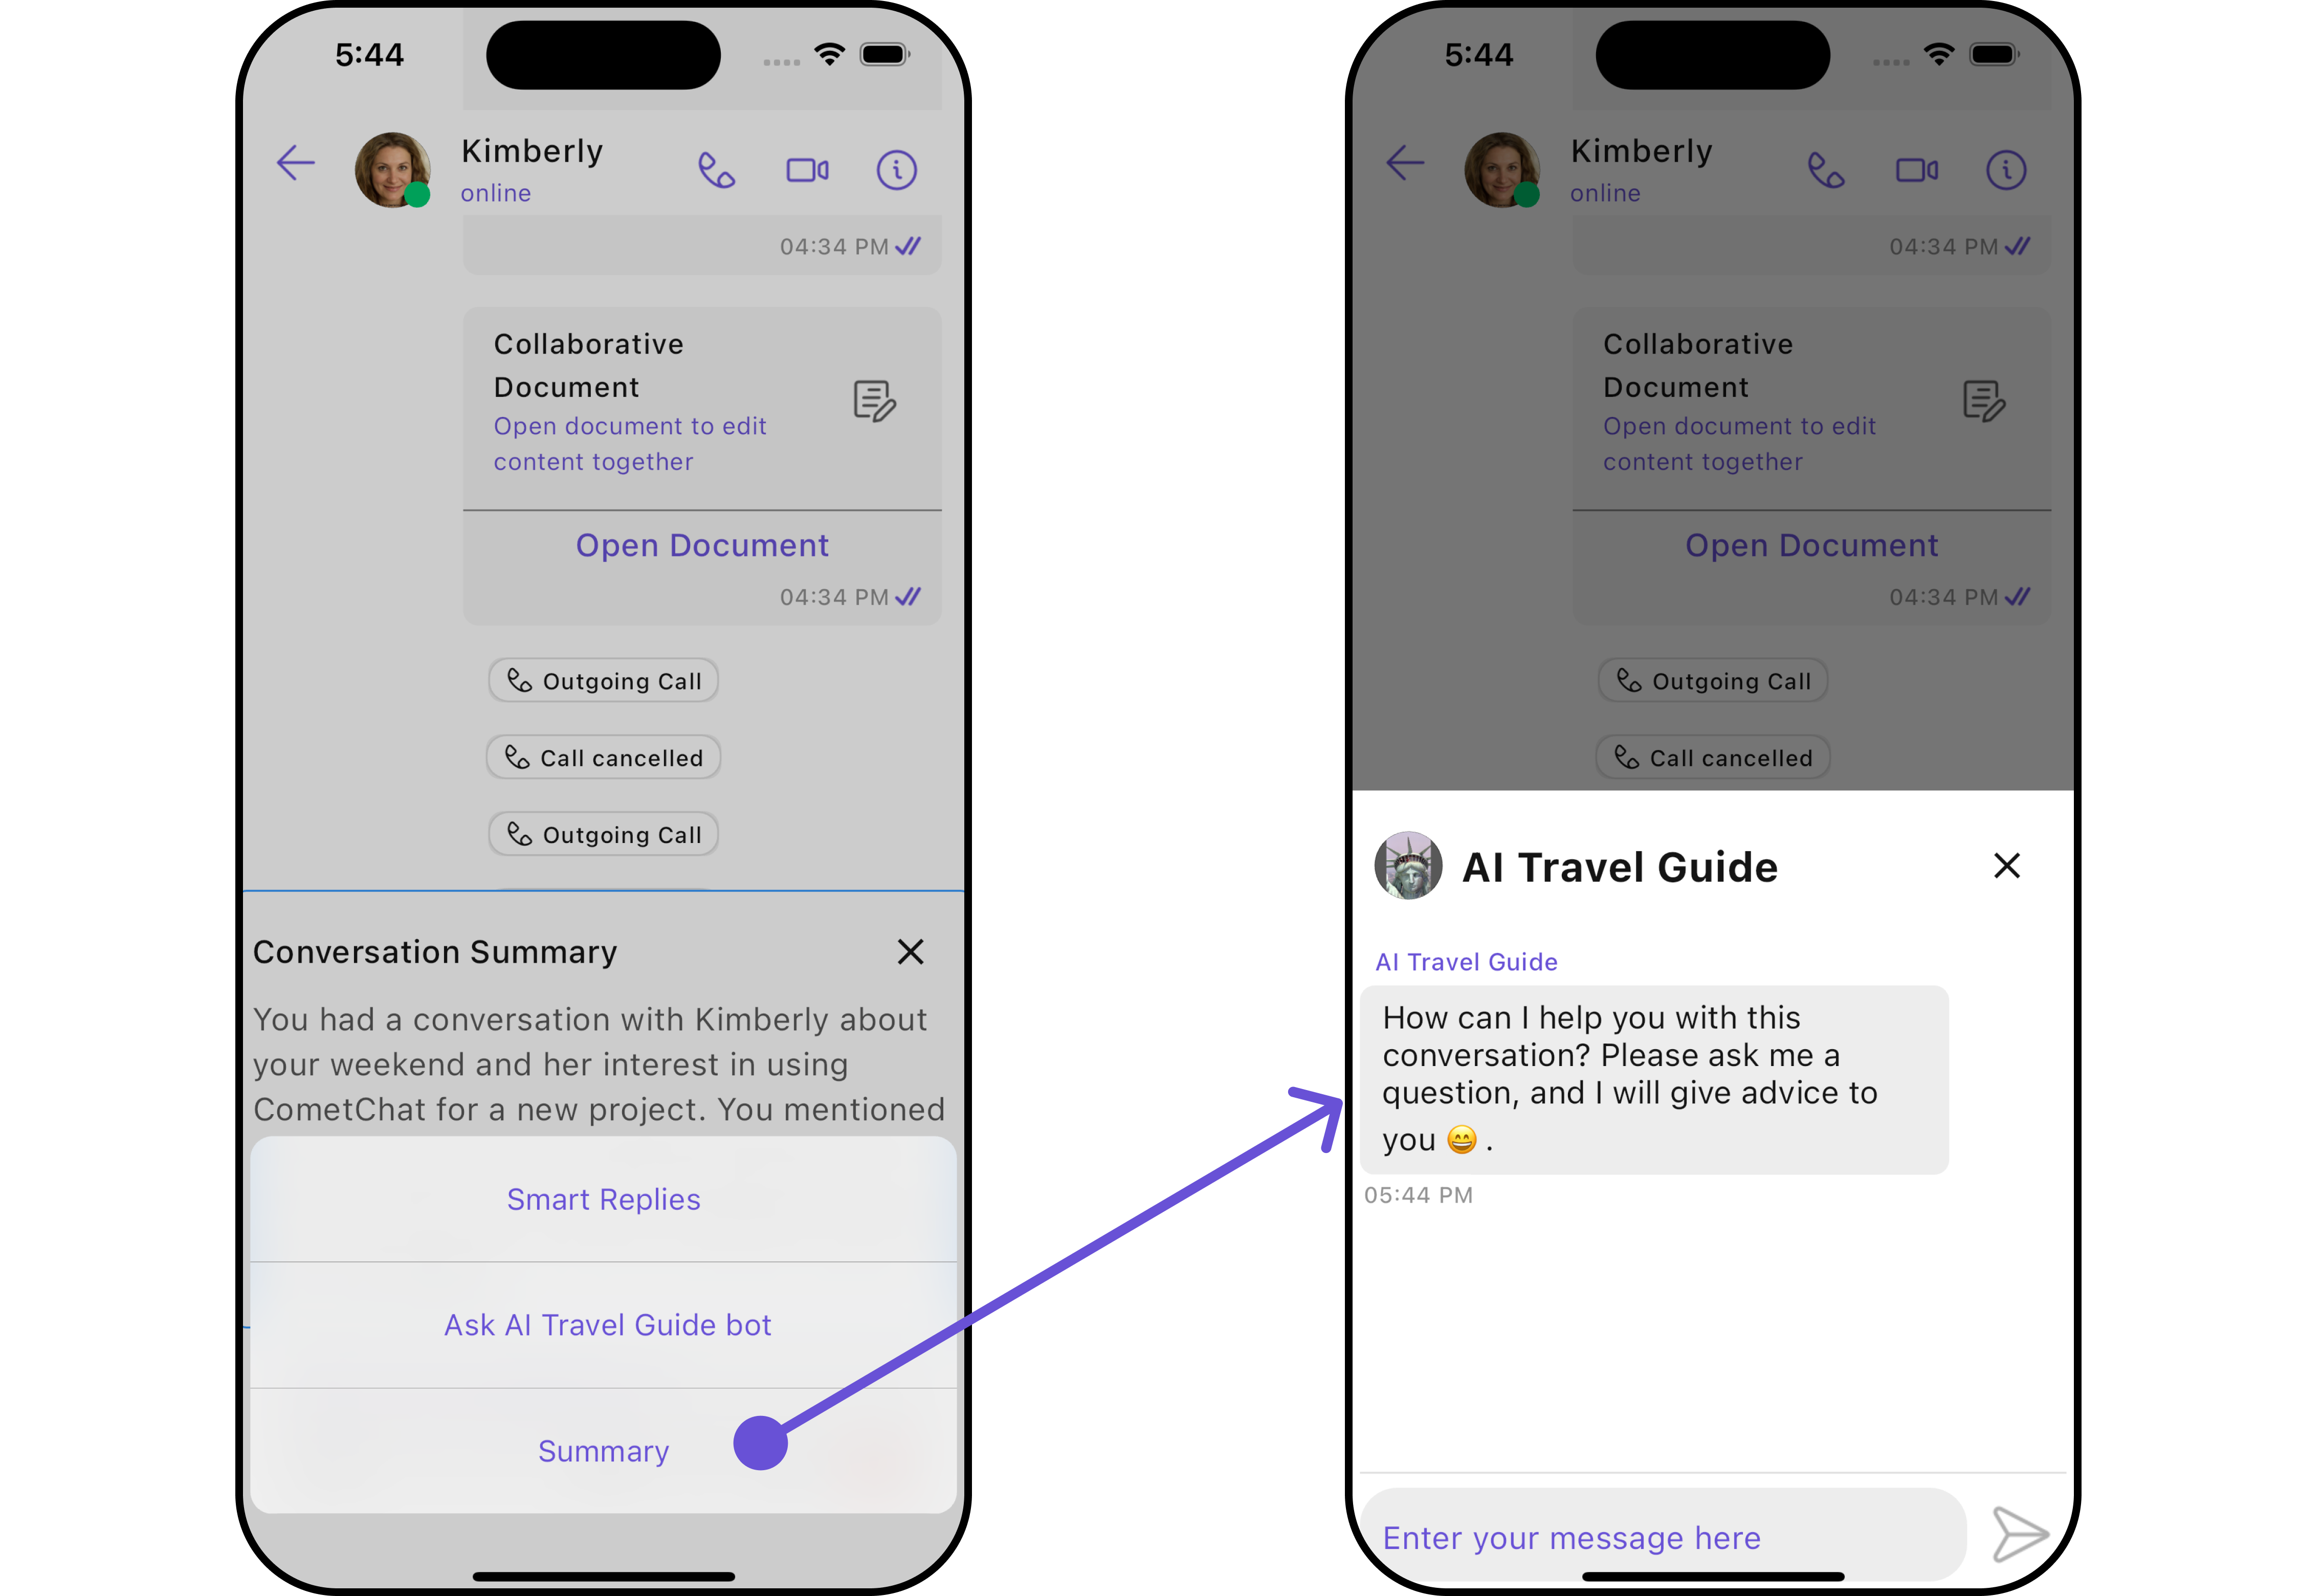 5:44
Kimberly
online
04:34 PM
Collaborative
Document
Open document to edit
content together
Open Document
04:34 PM
Outgoing Call
Call cancelled
Outgoing Call
Conversation Summary
You had a conversation with Kimberly about
your weekend and her interest in using
CometChat for a new project. You mentioned
Smart Replies
Ask AI Travel Guide bot
Summary
5:44
Kimberly
online
04:34 PM
Collaborative
Document
Open document to edit
content together
Open Document
04:34 PM
Outgoing Call
Call cancelled
AI Travel Guide
AI Travel Guide
How can I help you with this
conversation? Please ask me a
question, and I will give advice to
you 😄 .
05:44 PM
Enter your message here